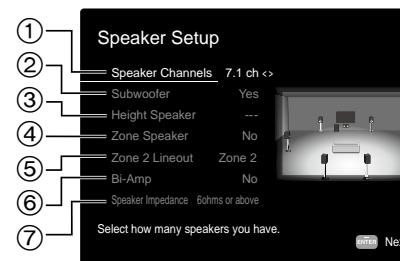 Speaker Setup
① Speaker Channels 7.1 ch <>
② Subwoofer Yes
③ Height Speaker ---
④ Zone Speaker No
⑤ Zone 2 Lineout Zone 2
⑥ Bi-Amp No
⑦ Speaker Impedance 6ohms or above
Select how many speakers you have.
ENTER Ne